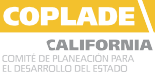 COPLADE
CALIFORNIA
COMITE DE PLANEACION PARA
EL DESARROLLO DEL ESTADO